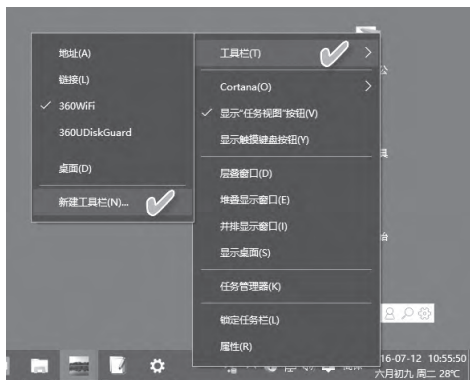 地址(A)
链接(L)
360WiFi
360UDiskGuard
桌面(D)
新建工具栏(N)...
工具栏(T)
Cortana(O)
显示“任务视图”按钮(V)
显示触摸键盘按钮(Y)
层叠窗口(D)
堆叠显示窗口(E)
并排显示窗口(I)
显示桌面(S)
任务管理器(K)
锁定任务栏(L)
属性(R)
公
具
台
16-07-12 10:55:50
六月初九 周二 28℃